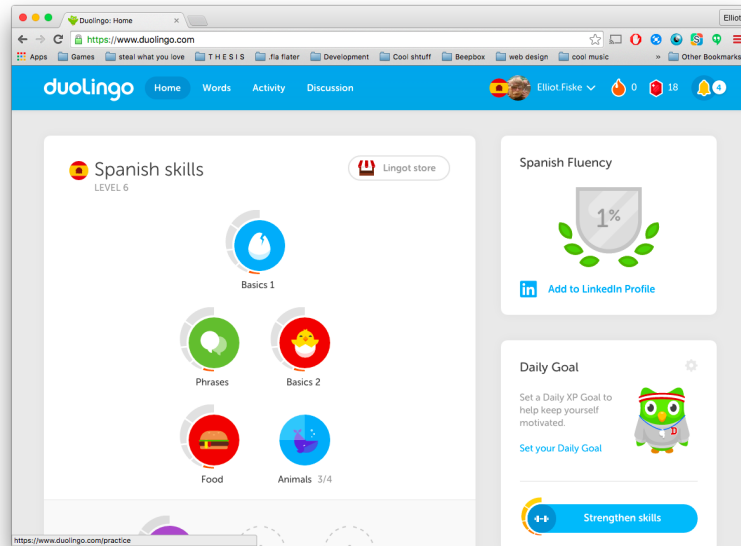 Duolingo: Home
Elliot
https://www.duolingo.com
Apps Games steal what you love T H E S I S .fla flater Development Cool shtuff Beepbox web design cool music » Other Bookmarks
duolingo Home Words Activity Discussion Elliot.Fiske 0 18 4
Spanish skills
LEVEL 6
Lingot store
Basics 1
Phrases Basics 2
Food Animals 3/4
Spanish Fluency
1%
in Add to LinkedIn Profile
Daily Goal
Set a Daily XP Goal to
help keep yourself
motivated.
Set your Daily Goal
D
Strengthen skills
https://www.duolingo.com/practice